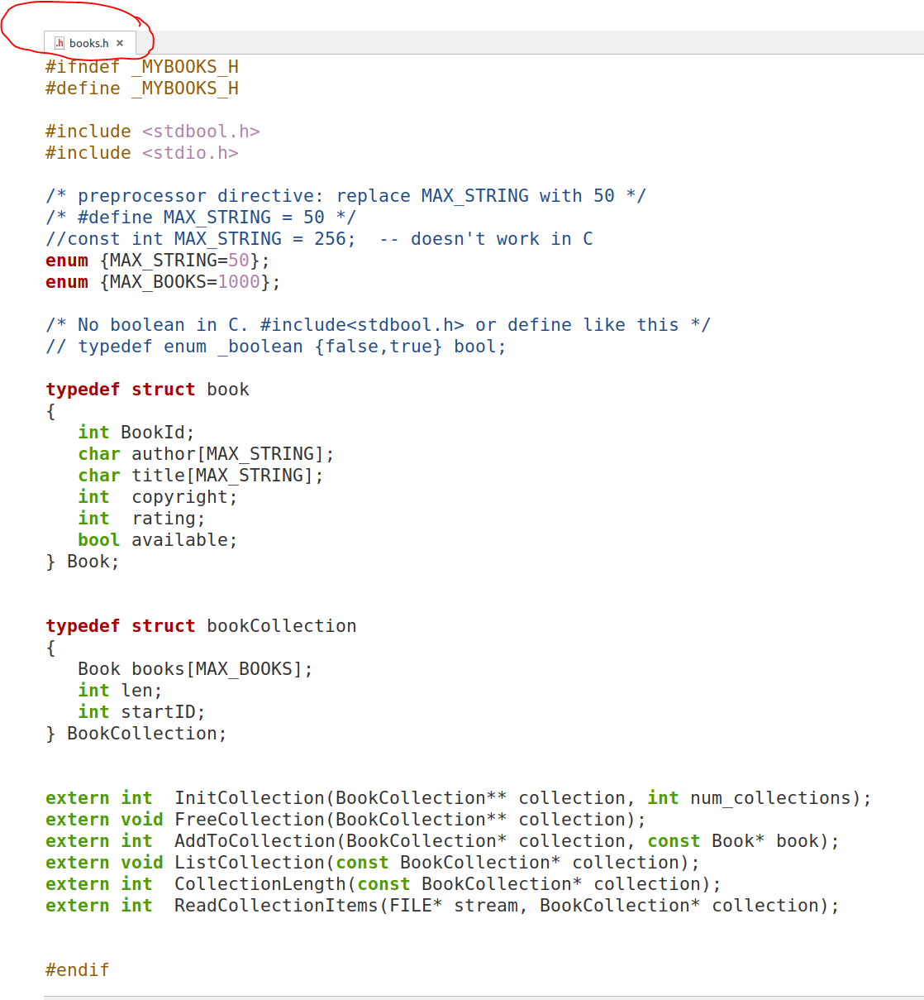 books.h
#ifndef _MYBOOKS_H
#define _MYBOOKS_H

#include <stdbool.h>
#include <stdio.h>

/* preprocessor directive: replace MAX_STRING with 50 */
/* #define MAX_STRING = 50 */
//const int MAX_STRING = 256;  -- doesn't work in C
enum {MAX_STRING=50};
enum {MAX_BOOKS=1000};

/* No boolean in C. #include<stdbool.h> or define like this */
// typedef enum _boolean {false,true} bool;

typedef struct book
{
   int BookId;
   char author[MAX_STRING];
   char title[MAX_STRING];
   int  copyright;
   int  rating;
   bool available;
} Book;


typedef struct bookCollection
{
   Book books[MAX_BOOKS];
   int len;
   int startID;
} BookCollection;


extern int  InitCollection(BookCollection** collection, int num_collections);
extern void FreeCollection(BookCollection** collection);
extern int  AddToCollection(BookCollection* collection, const Book* book);
extern void ListCollection(const BookCollection* collection);
extern int  CollectionLength(const BookCollection* collection);
extern int  ReadCollectionItems(FILE* stream, BookCollection* collection);


#endif